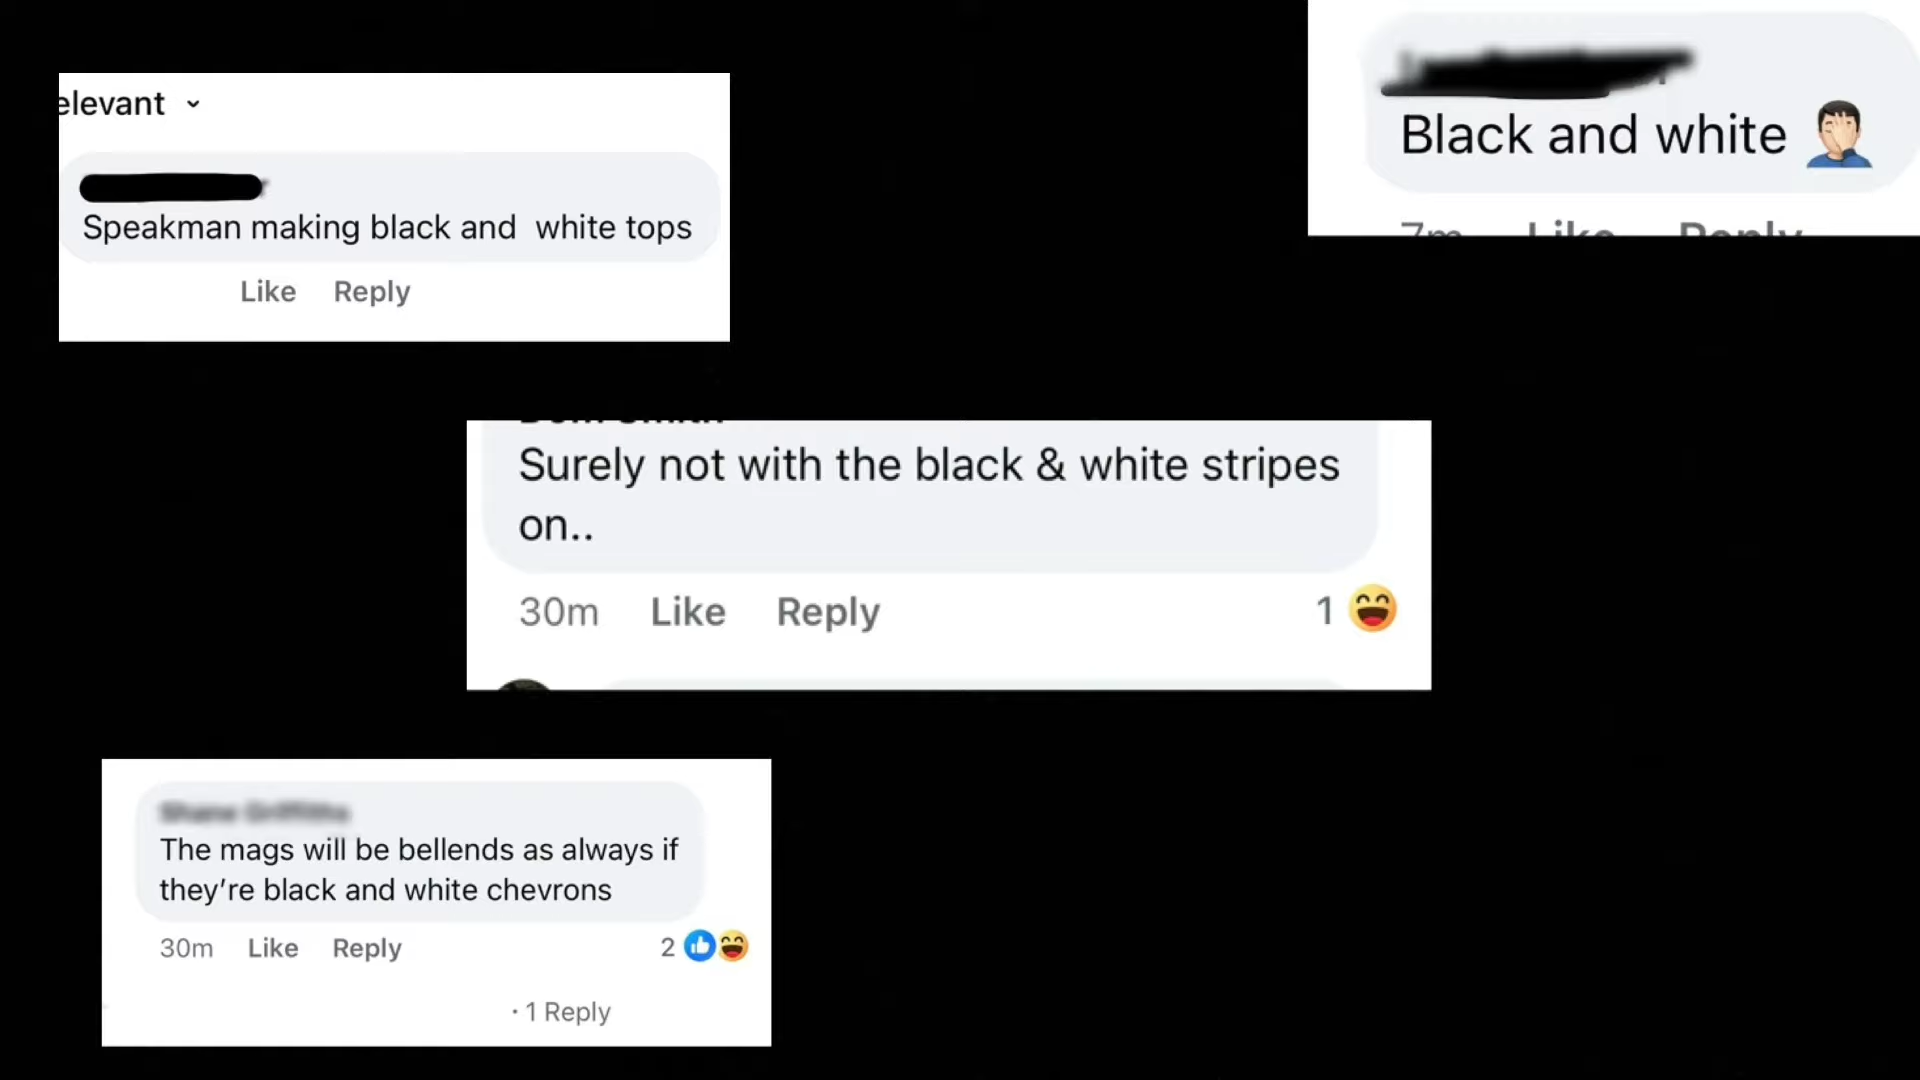 elevant
Speakman making black and white tops
Like Reply
Black and white
7m Like Reply
Surely not with the black & white stripes
on..
30m Like Reply 1
The mags will be bellends as always if
they're black and white chevrons
30m Like Reply 2
· 1 Reply